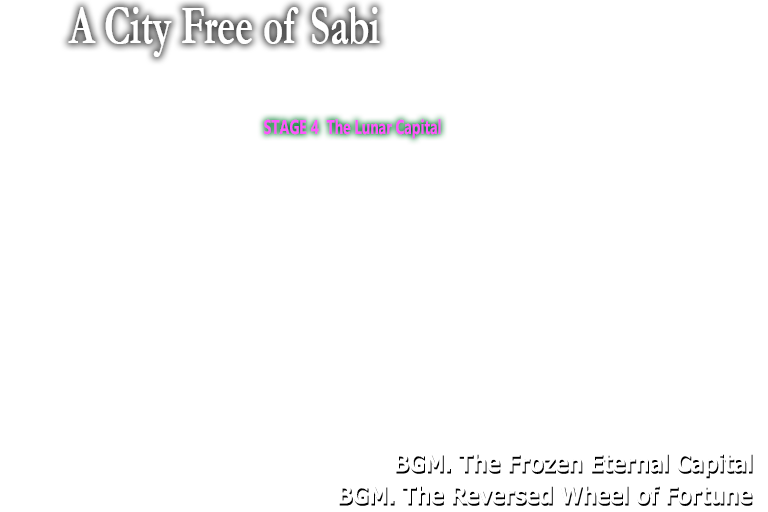 A City Free of Sabi
STAGE 4 The Lunar Capital
BGM. The Frozen Eternal Capital
BGM. The Reversed Wheel of Fortune